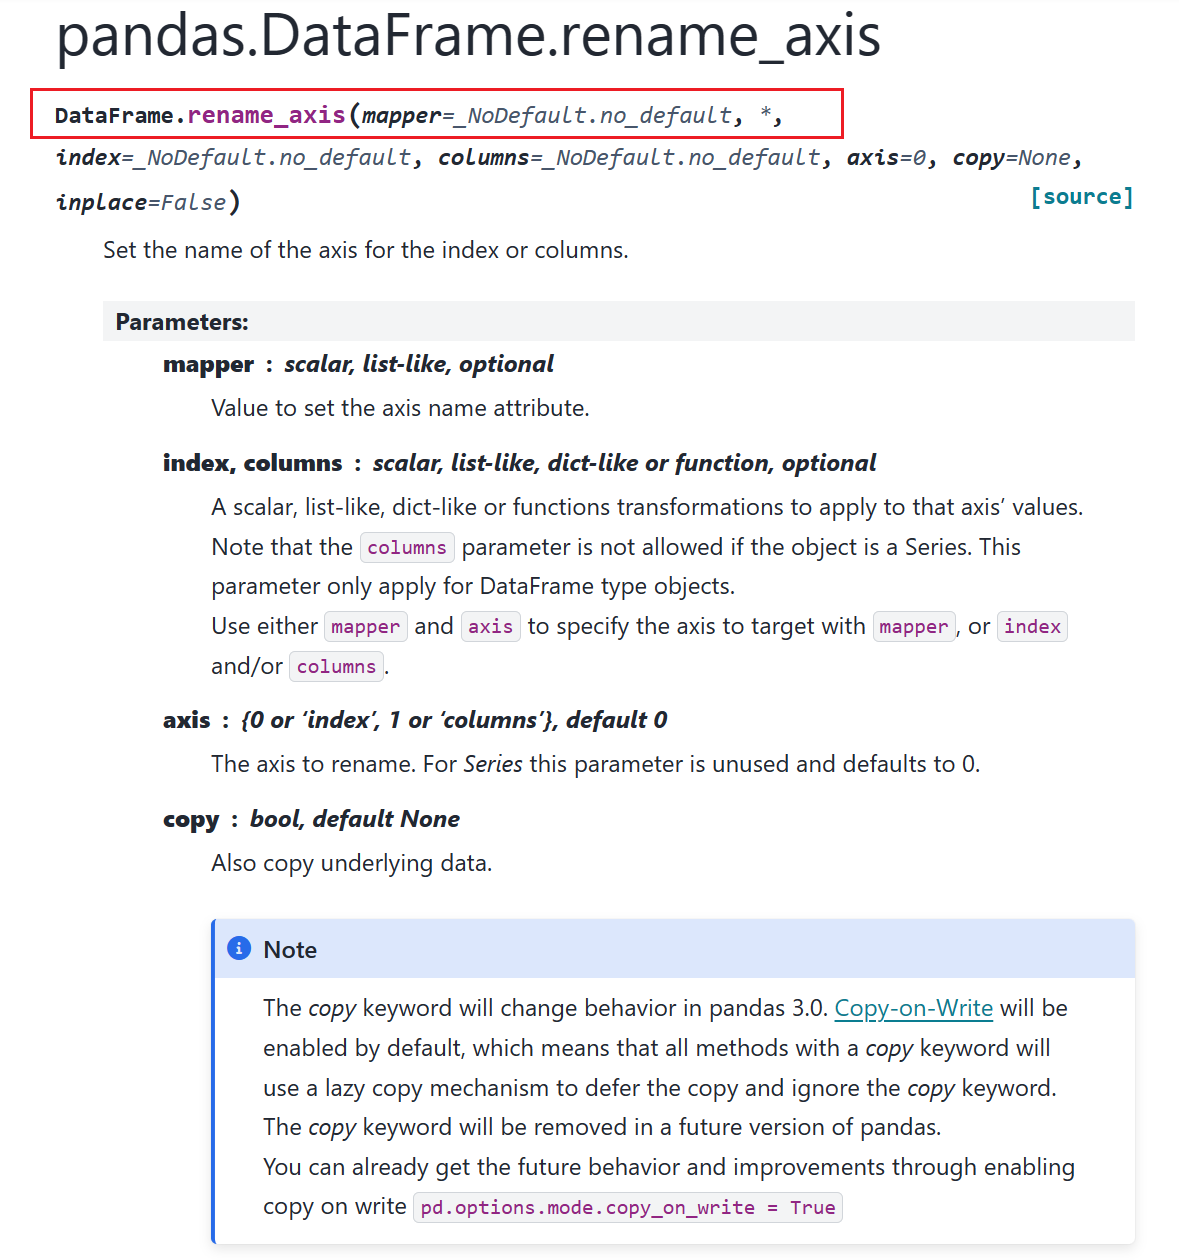 pandas.DataFrame.rename_axis
DataFrame.rename_axis(mapper=_NoDefault.no_default, *,
index=_NoDefault.no_default, columns=_NoDefault.no_default, axis=0, copy=None,
inplace=False)
[source]
Set the name of the axis for the index or columns.
Parameters:
mapper : scalar, list-like, optional
Value to set the axis name attribute.
index, columns : scalar, list-like, dict-like or function, optional
A scalar, list-like, dict-like or functions transformations to apply to that axis’ values.
Note that the columns parameter is not allowed if the object is a Series. This
parameter only apply for DataFrame type objects.
Use either mapper and axis to specify the axis to target with mapper, or index
and/or columns.
axis : {0 or ‘index’, 1 or ‘columns’}, default 0
The axis to rename. For Series this parameter is unused and defaults to 0.
copy : bool, default None
Also copy underlying data.
Note
The copy keyword will change behavior in pandas 3.0. Copy-on-Write will be
enabled by default, which means that all methods with a copy keyword will
use a lazy copy mechanism to defer the copy and ignore the copy keyword.
The copy keyword will be removed in a future version of pandas.
You can already get the future behavior and improvements through enabling
copy on write pd.options.mode.copy_on_write = True